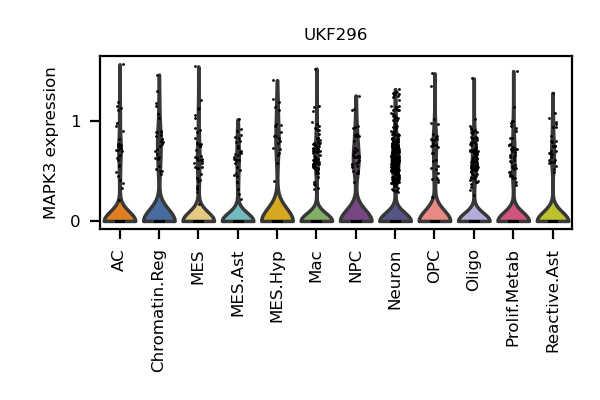 UKF296
MAPK3 expression
1
0
AC
Chromatin.Reg
MES
MES.Ast
MES.Hyp
Mac
NPC
Neuron
OPC
Oligo
Prolif.Metab
Reactive.Ast